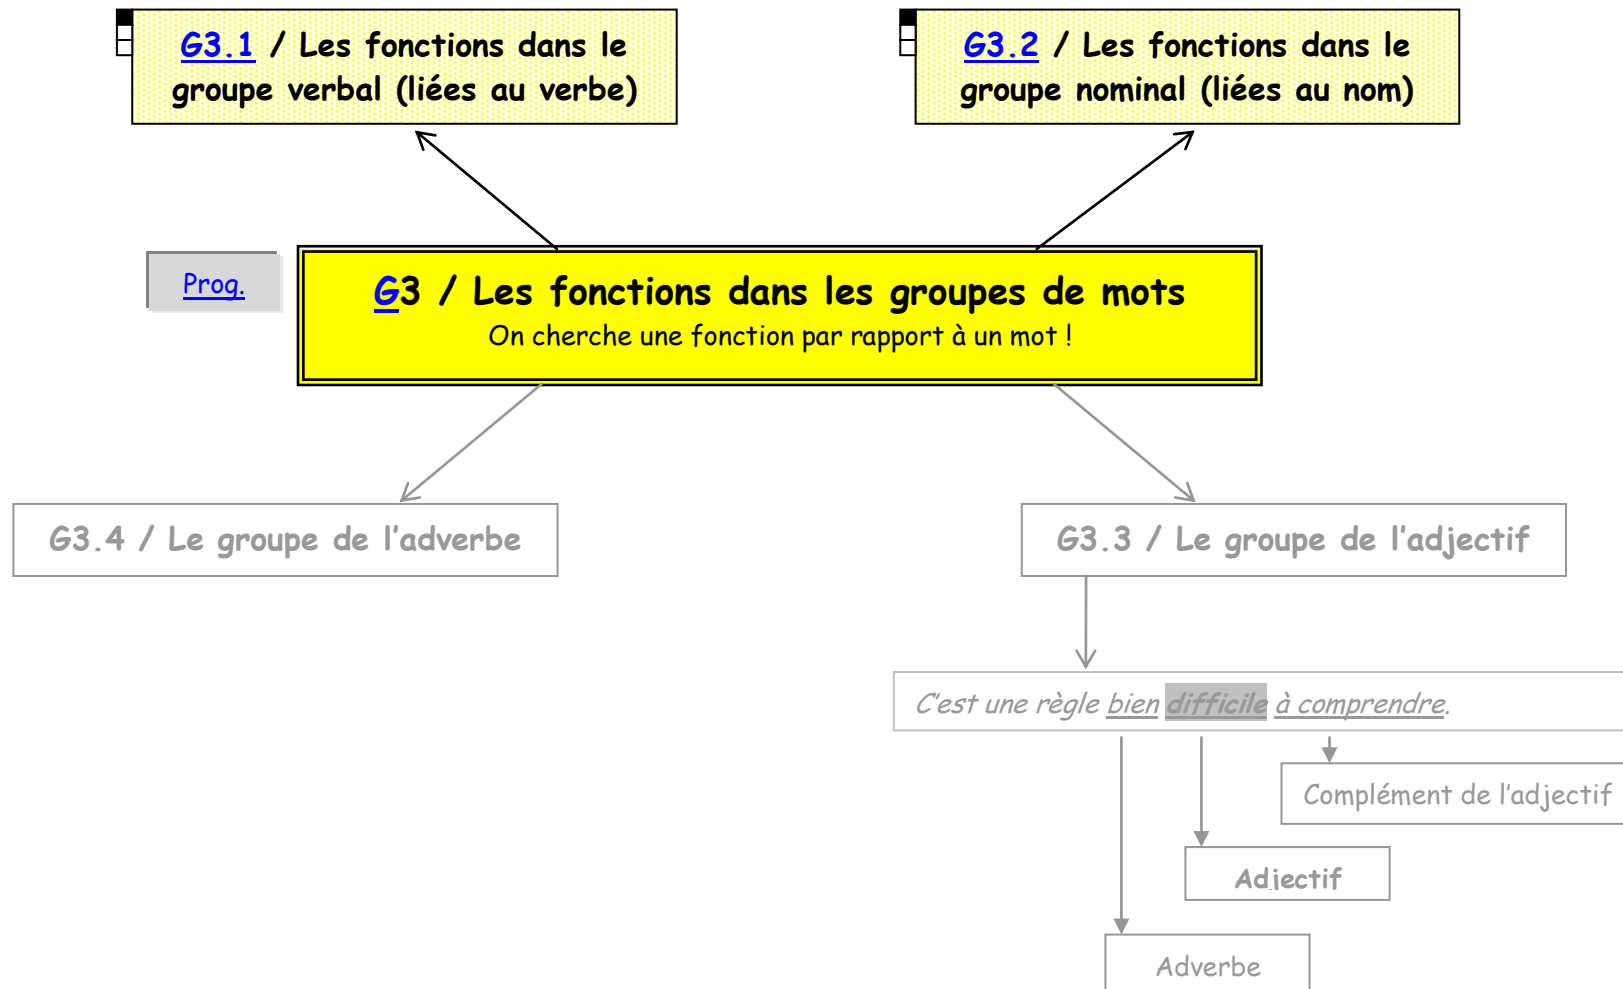 G3.1 / Les fonctions dans le
groupe verbal (liées au verbe)
G3.2 / Les fonctions dans le
groupe nominal (liées au nom)
Prog.
G3 / Les fonctions dans les groupes de mots
On cherche une fonction par rapport à un mot !
G3.4 / Le groupe de l'adverbe
G3.3 / Le groupe de l'adjectif
C'est une règle bien difficile à comprendre.
Complément de l'adjectif
Adjectif
Adverbe